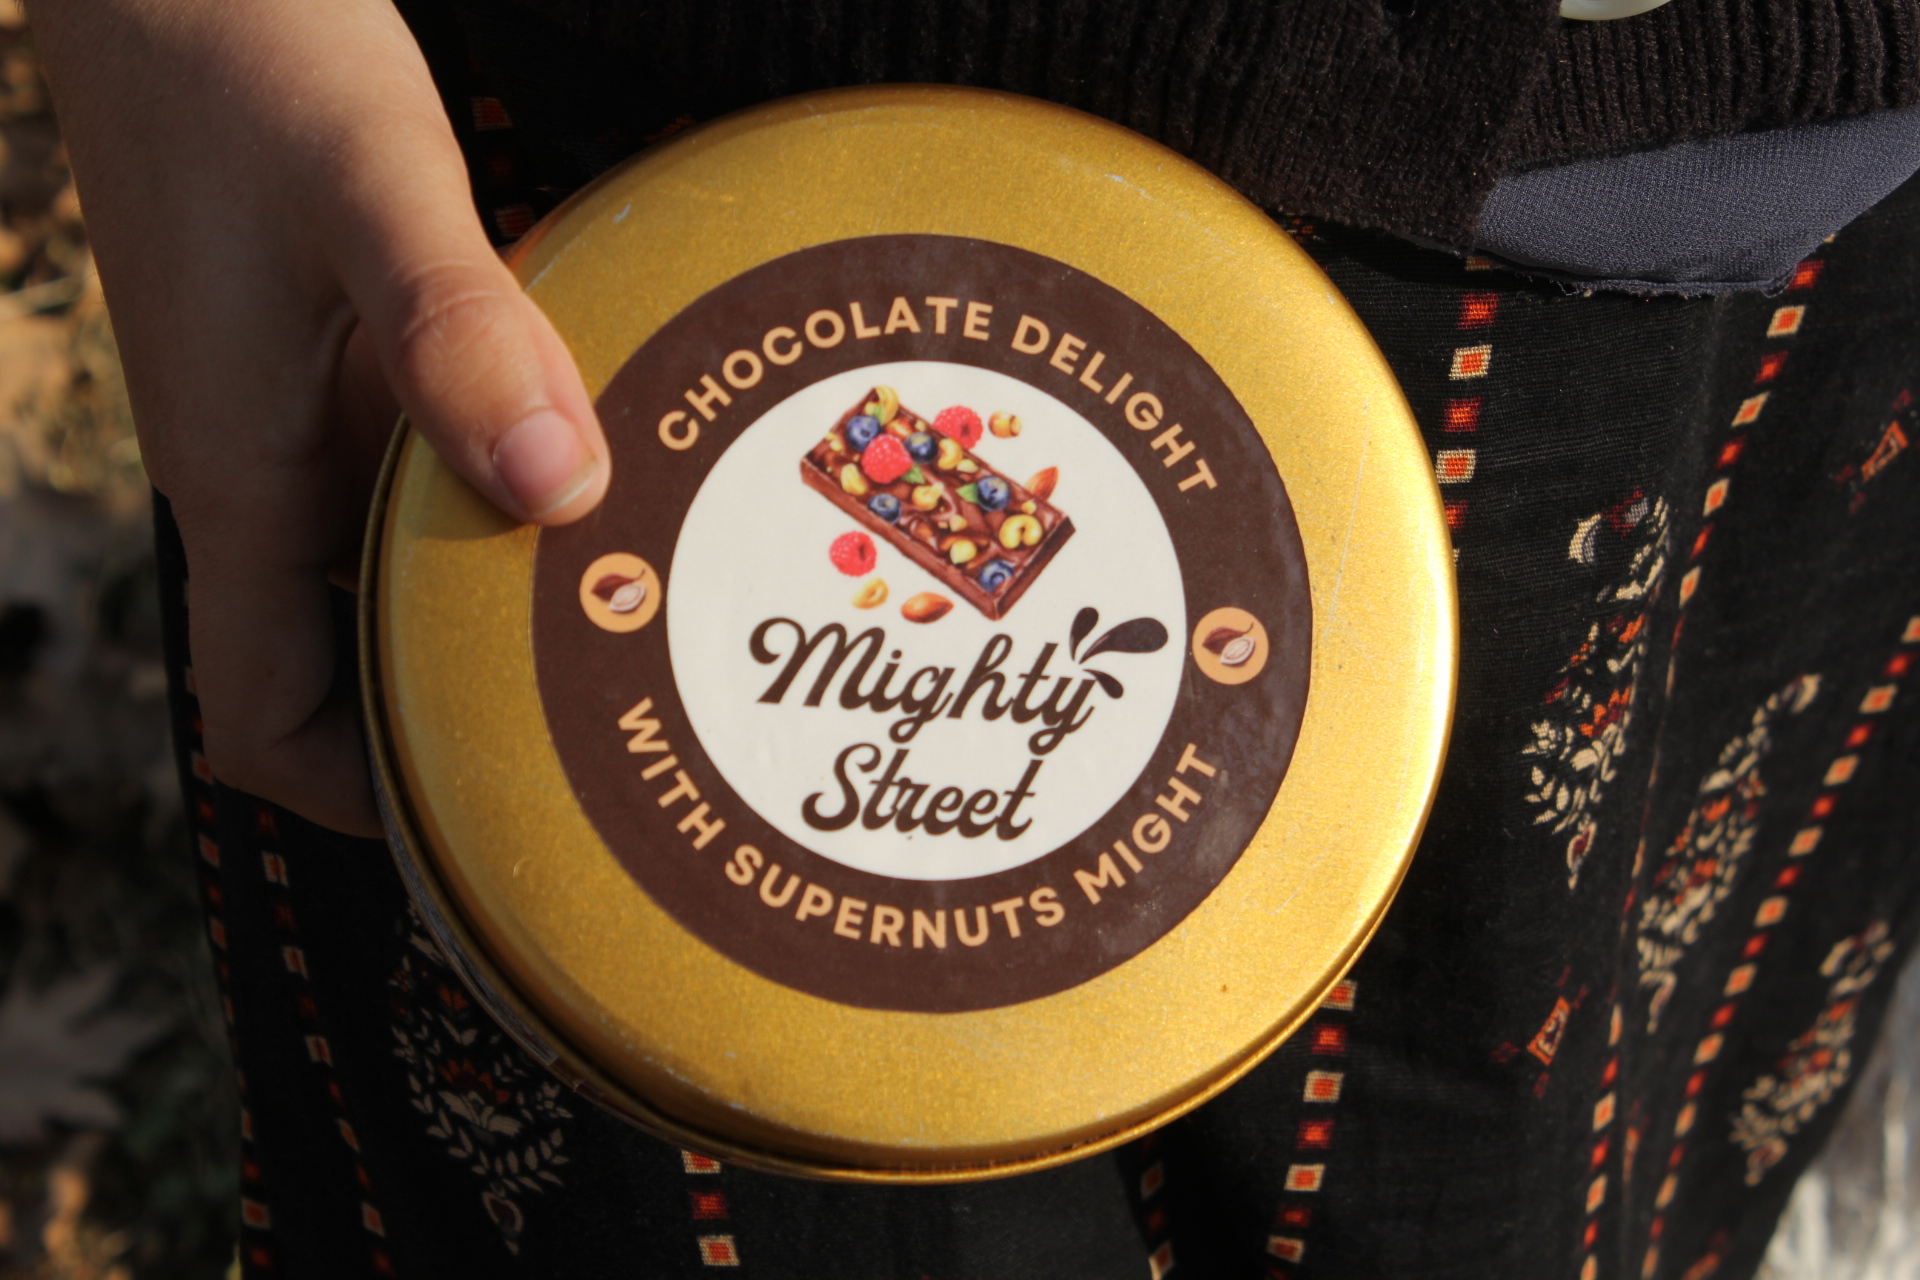 CHOCOLATE DELIGHT
Mighty
Street
WITH SUPERNUTS MIGHT